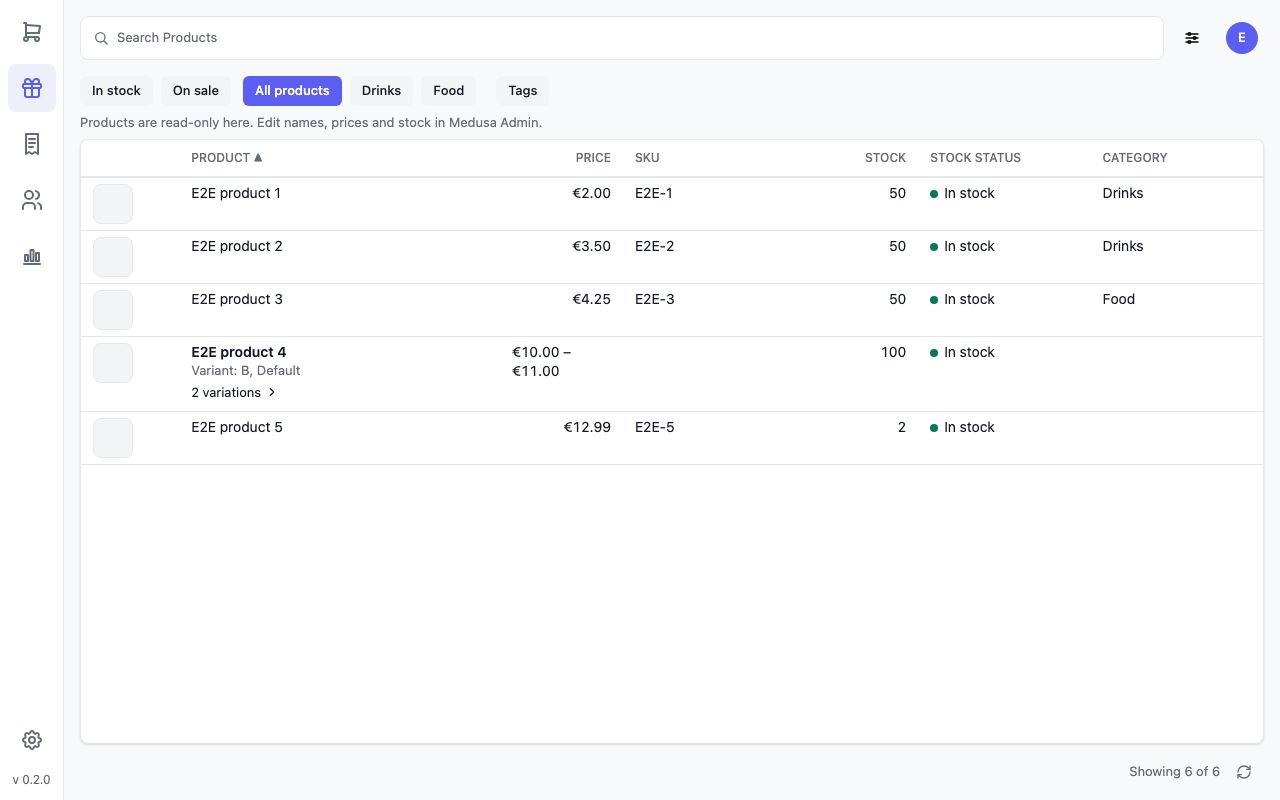 Search Products
E
In stock
On sale
All products
Drinks
Food
Tags
Products are read-only here. Edit names, prices and stock in Medusa Admin.
PRODUCT ▲ PRICE SKU STOCK STOCK STATUS CATEGORY
E2E product 1 €2.00 E2E-1 50 In stock Drinks
E2E product 2 €3.50 E2E-2 50 In stock Drinks
E2E product 3 €4.25 E2E-3 50 In stock Food
E2E product 4 €10.00 – 100 In stock
€11.00
Variant: B, Default
2 variations
E2E product 5 €12.99 E2E-5 2 In stock
Showing 6 of 6
v 0.2.0